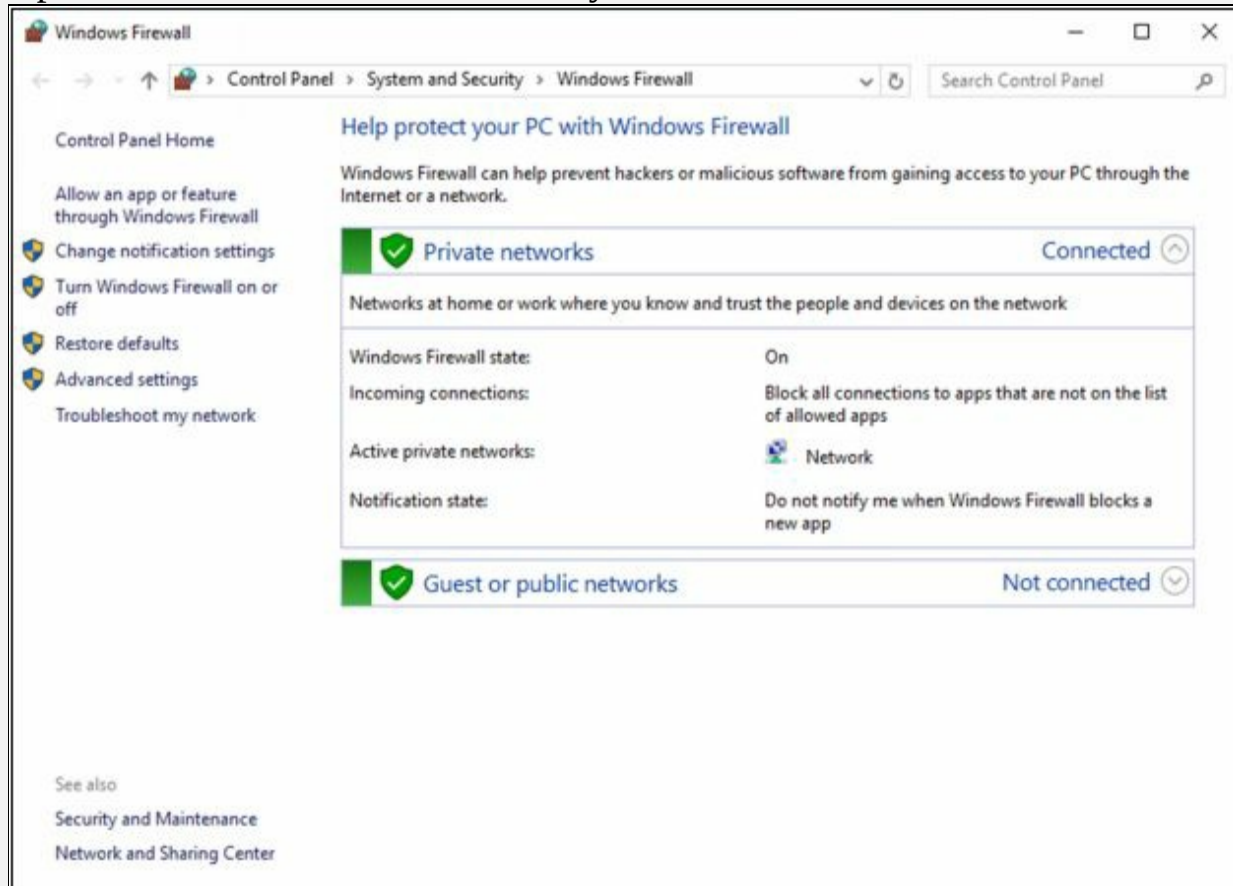 Windows Firewall
Control Panel > System and Security > Windows Firewall
Search Control Panel
Control Panel Home
Allow an app or feature
through Windows Firewall
Change notification settings
Turn Windows Firewall on or
off
Restore defaults
Advanced settings
Troubleshoot my network
See also
Security and Maintenance
Network and Sharing Center
Help protect your PC with Windows Firewall
Windows Firewall can help prevent hackers or malicious software from gaining access to your PC through the
Internet or a network.
Private networks Connected
Networks at home or work where you know and trust the people and devices on the network
Windows Firewall state: On
Incoming connections: Block all connections to apps that are not on the list
of allowed apps
Active private networks: Network
Notification state: Do not notify me when Windows Firewall blocks a
new app
Guest or public networks Not connected